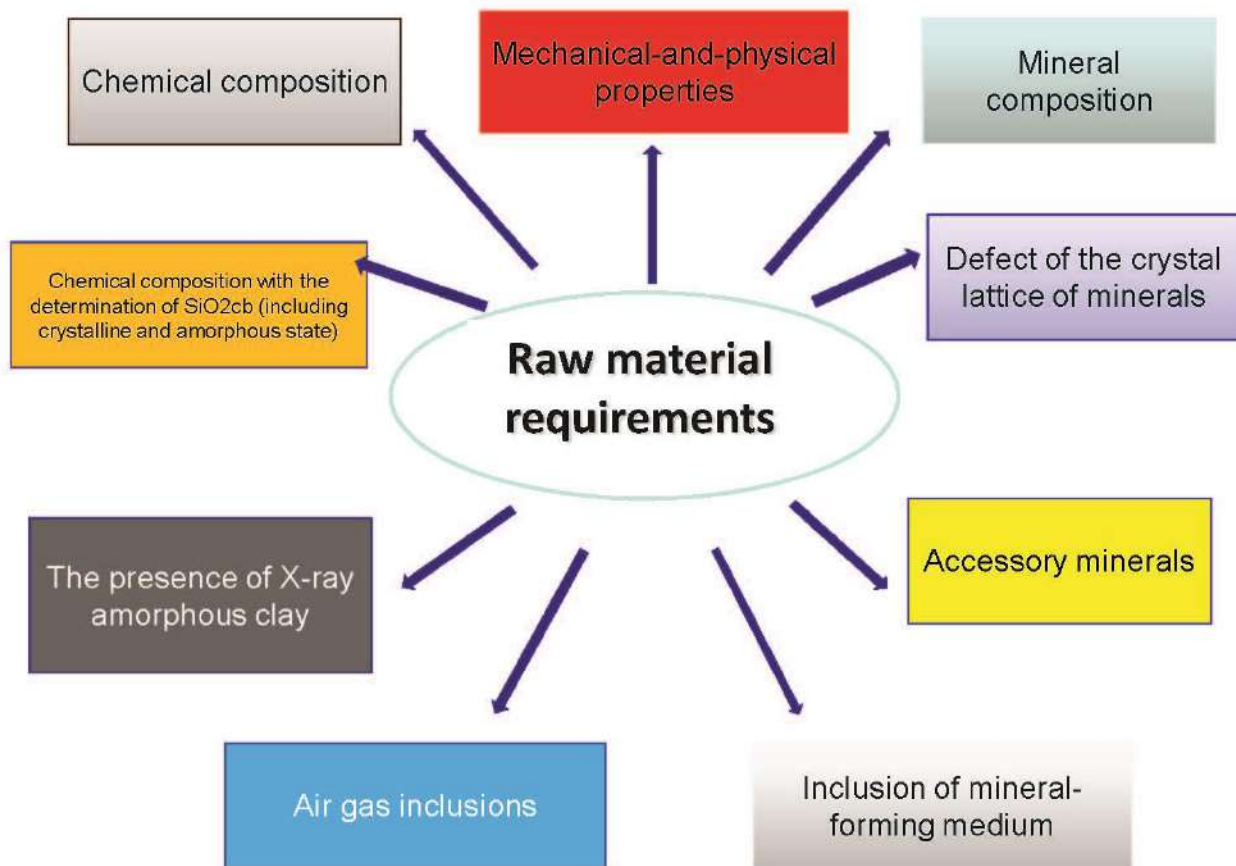 Chemical composition
Mechanical-and-physical
properties
Mineral
composition
Chemical composition with the
determination of SiO2cb (including
crystalline and amorphous state)
Defect of the crystal
lattice of minerals
Raw material
requirements
The presence of X-ray
amorphous clay
Accessory minerals
Air gas inclusions
Inclusion of mineral-
forming medium